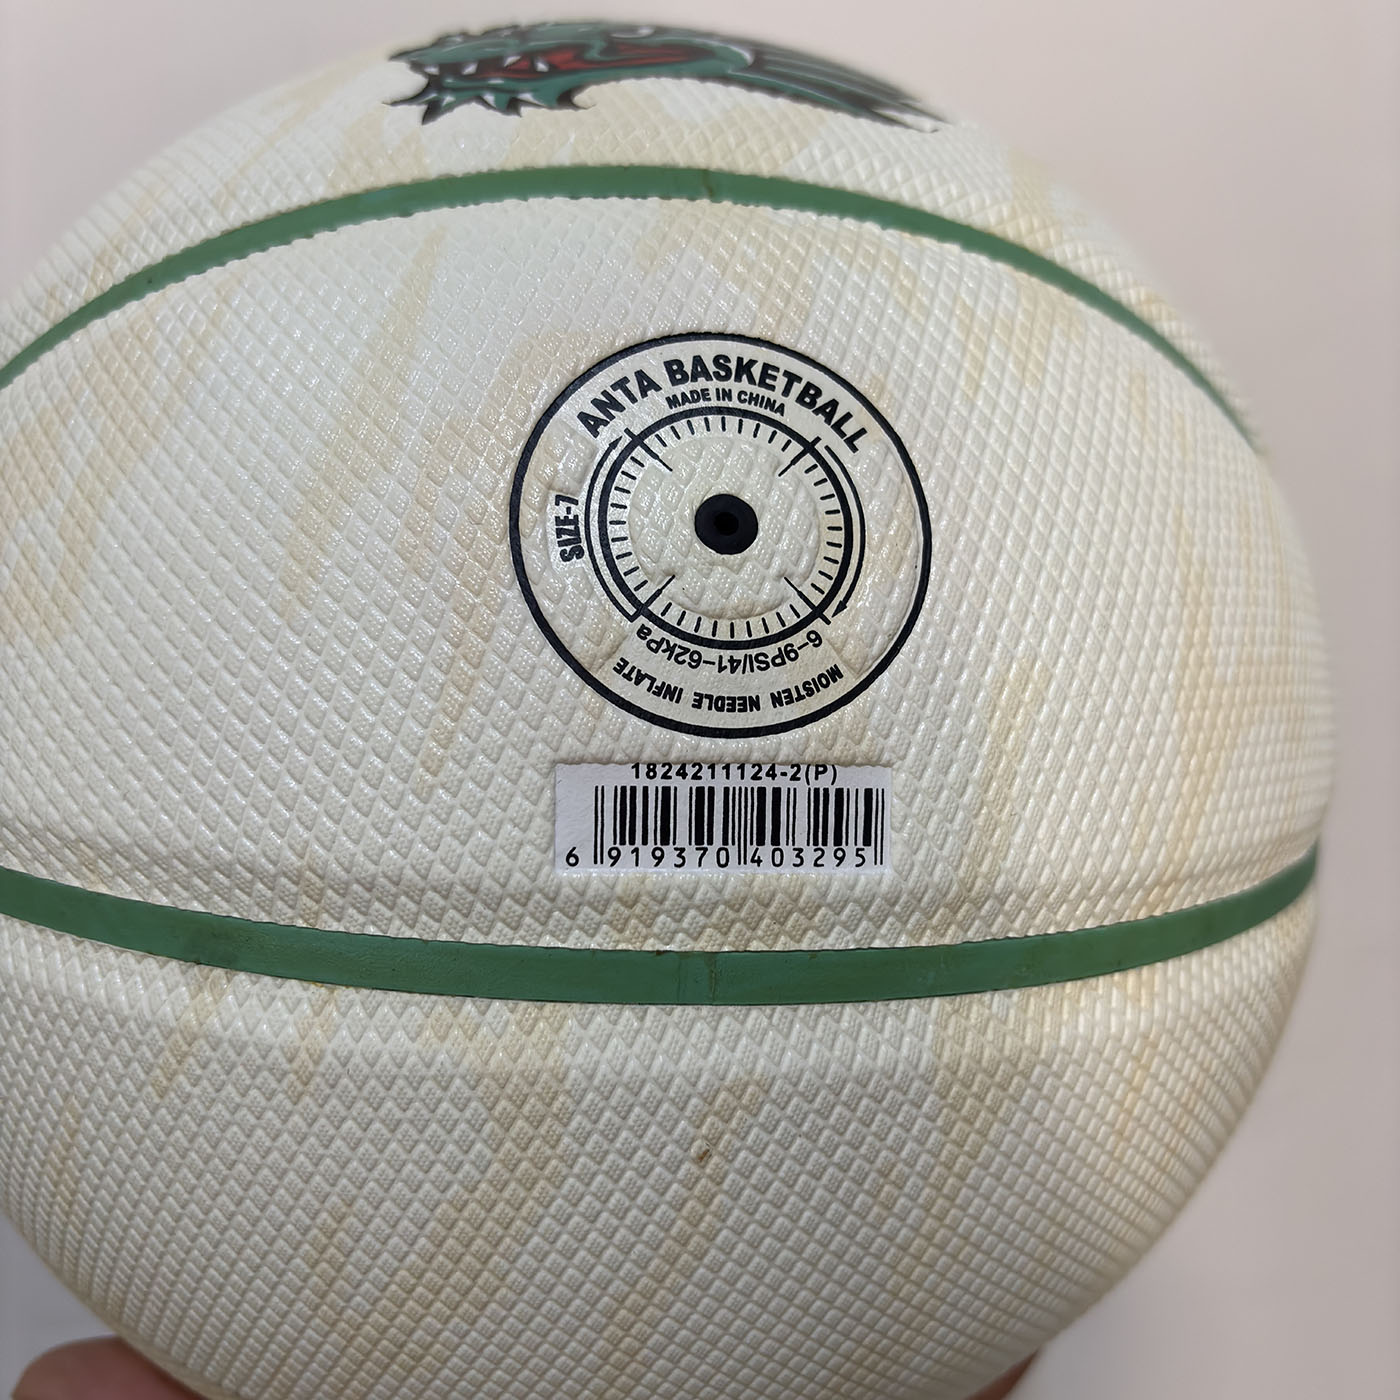 ANTA BASKETBALL
MADE IN CHINA
SIZE-7
6-9PSI/41-62kPa
MOISTEN NEEDLE INFLATE
1824211124-2(P)
6 919370 403295